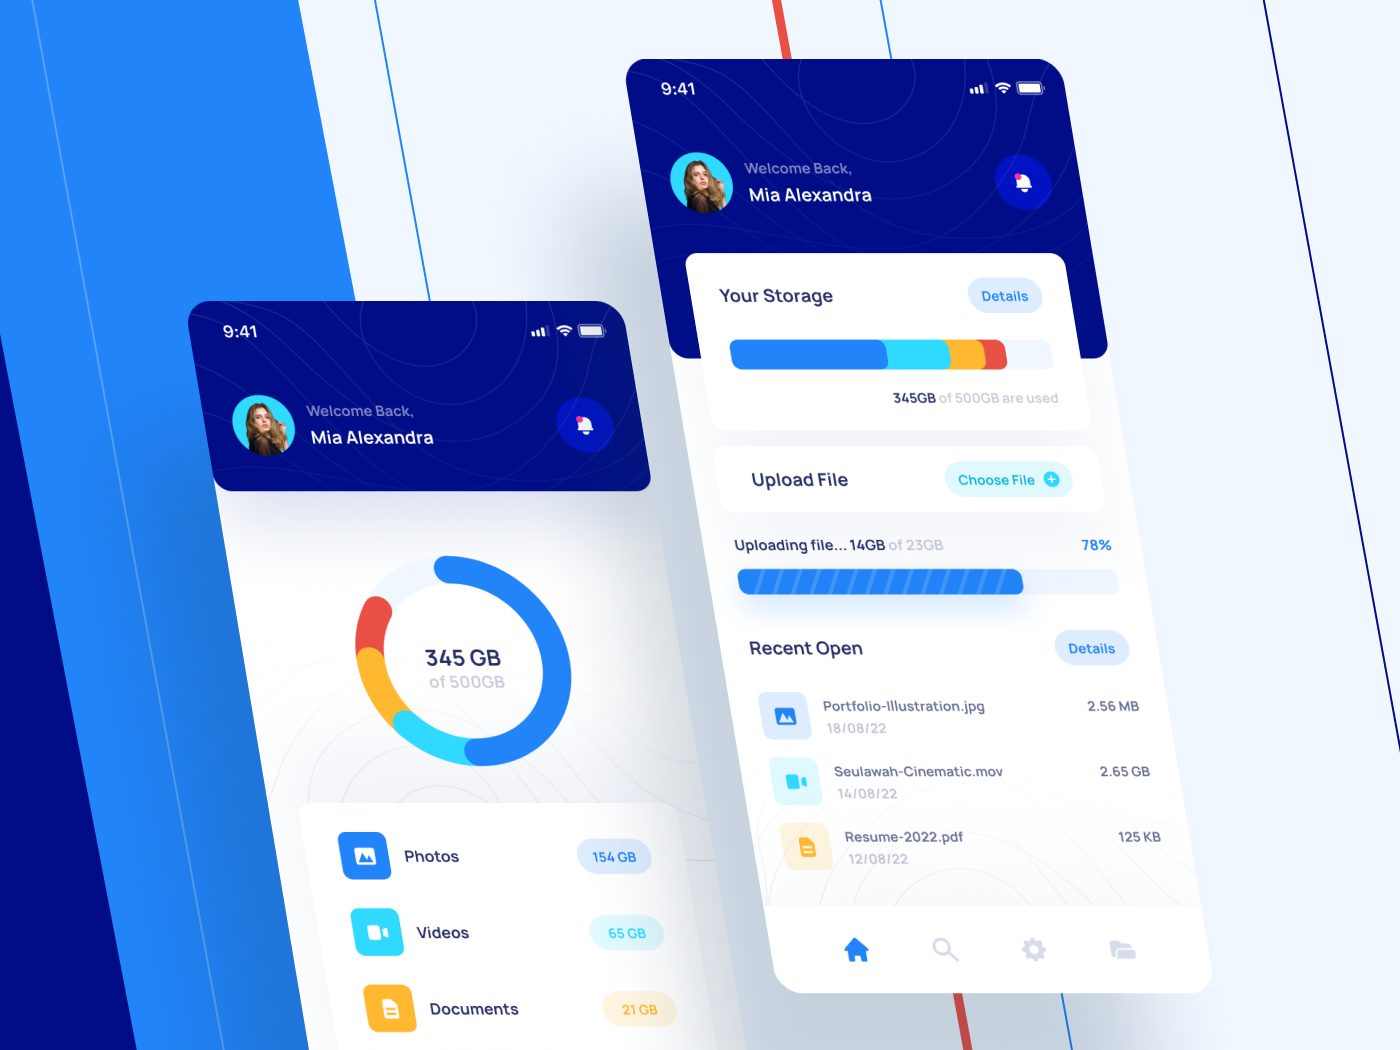 9:41
Welcome Back,
Mia Alexandra
345 GB
of 500GB
Photos
154 GB
Videos
65 GB
Documents
21 GB
9:41
Welcome Back,
Mia Alexandra
Your Storage
Details
345GB of 500GB are used
Upload File
Choose File
Uploading file... 14GB of 23GB
78%
Recent Open
Details
Portfolio-Illustration.jpg
2.56 MB
18/08/22
Seulawah-Cinematic.mov
2.65 GB
14/08/22
Resume-2022.pdf
125 KB
12/08/22